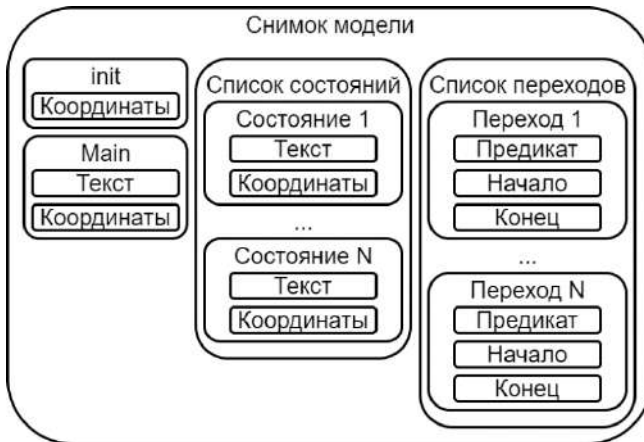 Снимок модели
init
Координаты
Main
Текст
Координаты
Список состояний
Состояние 1
Текст
Координаты
...
Состояние N
Текст
Координаты
Список переходов
Переход 1
Предикат
Начало
Конец
...
Переход N
Предикат
Начало
Конец